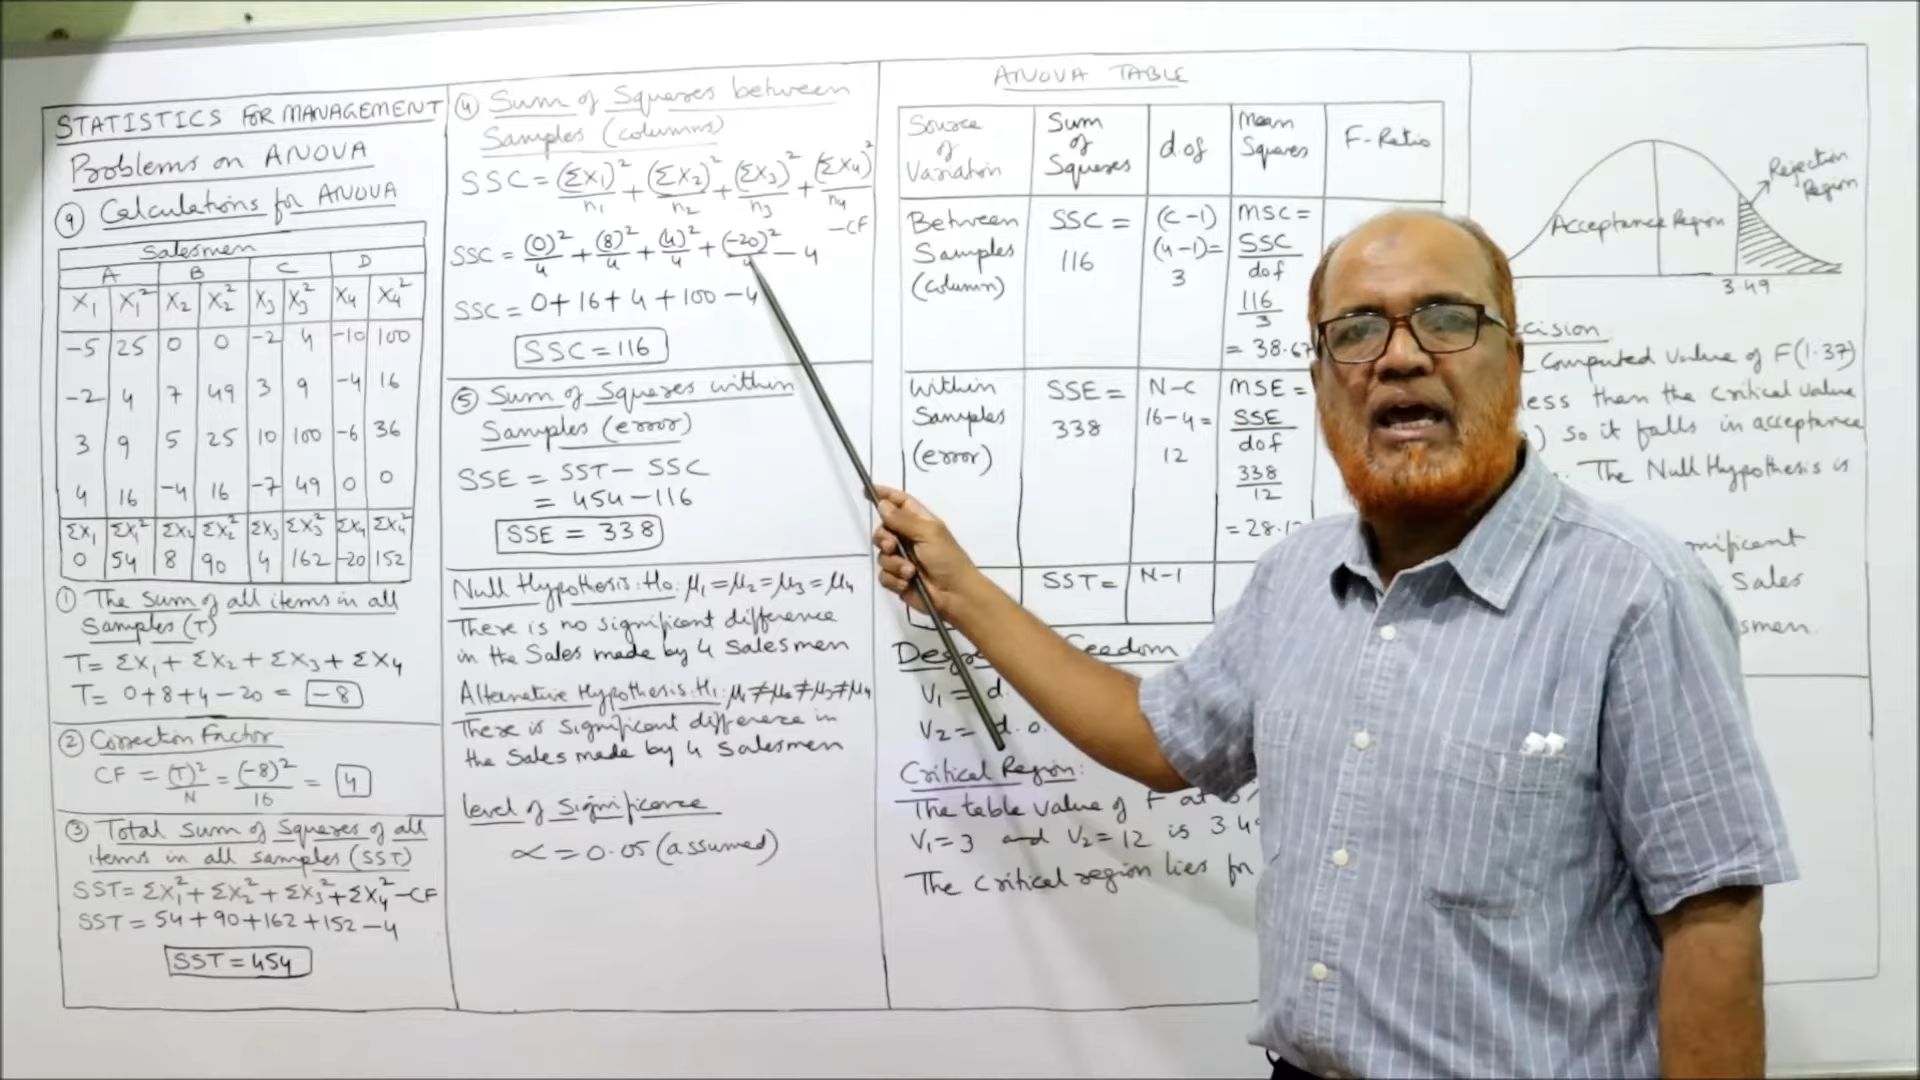 STATISTICS FOR MANAGEMENT
Problems on ANOVA
9 Calculations for ANOVA
Salesmen
A B C D
X₁ X₁² X₂ X₂² X₃ X₃² X₄ X₄²
-5 25 0 0 -2 4 -10 100
-2 4 7 49 3 9 -4 16
3 9 5 25 10 100 -6 36
4 16 -4 16 -7 49 0 0
ΣX₁ ΣX₁² ΣX₂ ΣX₂² ΣX₃ ΣX₃² ΣX₄ ΣX₄²
0 54 8 90 4 162 -20 152
① The Sum of all items in all
Samples (T)
T = ΣX₁ + ΣX₂ + ΣX₃ + ΣX₄
T = 0+8+4-20 = -8
② Correction Factor
CF = (T)²/N = (-8)²/16 = 4
③ Total Sum of Squares of all
items in all samples (SST)
SST = ΣX₁² + ΣX₂² + ΣX₃² + ΣX₄² - CF
SST = 54+90+162+152-4
SST = 454
④ Sum of Squares between
Samples (columns)
SSC = (ΣX₁)²/n₁ + (ΣX₂)²/n₂ + (ΣX₃)²/n₃ + (ΣX₄)²/n₄
-CF
SSC = (0)²/4 + (8)²/4 + (4)²/4 + (-20)²/4 - 4
SSC = 0+16+4+100-4
SSC = 116
⑤ Sum of Squares within
Samples (error)
SSE = SST - SSC
= 454-116
SSE = 338
Null Hypothesis: H₀: μ₁ = μ₂ = μ₃ = μ₄
There is no significant difference
in the Sales made by 4 Salesmen
Alternative Hypothesis: H₁: μ₁ ≠ μ₂ ≠ μ₃ ≠ μ₄
There is significant difference in
the Sales made by 4 Salesmen
level of significance
α = 0.05 (assumed)
ANOVA TABLE
Source of Variation Sum of Squares d of Mean Squares F-Ratio
Between Samples (column) SSC = 116 (C-1) (4-1)= 3 MSC = SSC/dof 116/3 = 38.67
Within Samples (error) SSE = 338 N-C 16-4= 12 MSE = SSE/dof 338/12 = 28.1
SST = N-1
Degre eedom
V₁ = d.
V₂ = d.o.
Critical Region:
The table value of F at 5
V₁=3 and V₂=12 is 3.49
The critical region lies for
Acceptance Region
Rejection
Region
3.49
cision
Computed value of F(1.37)
less than the critical value
) so it falls in acceptance
. The Null Hypothesis is
nificant
Sales
smen.